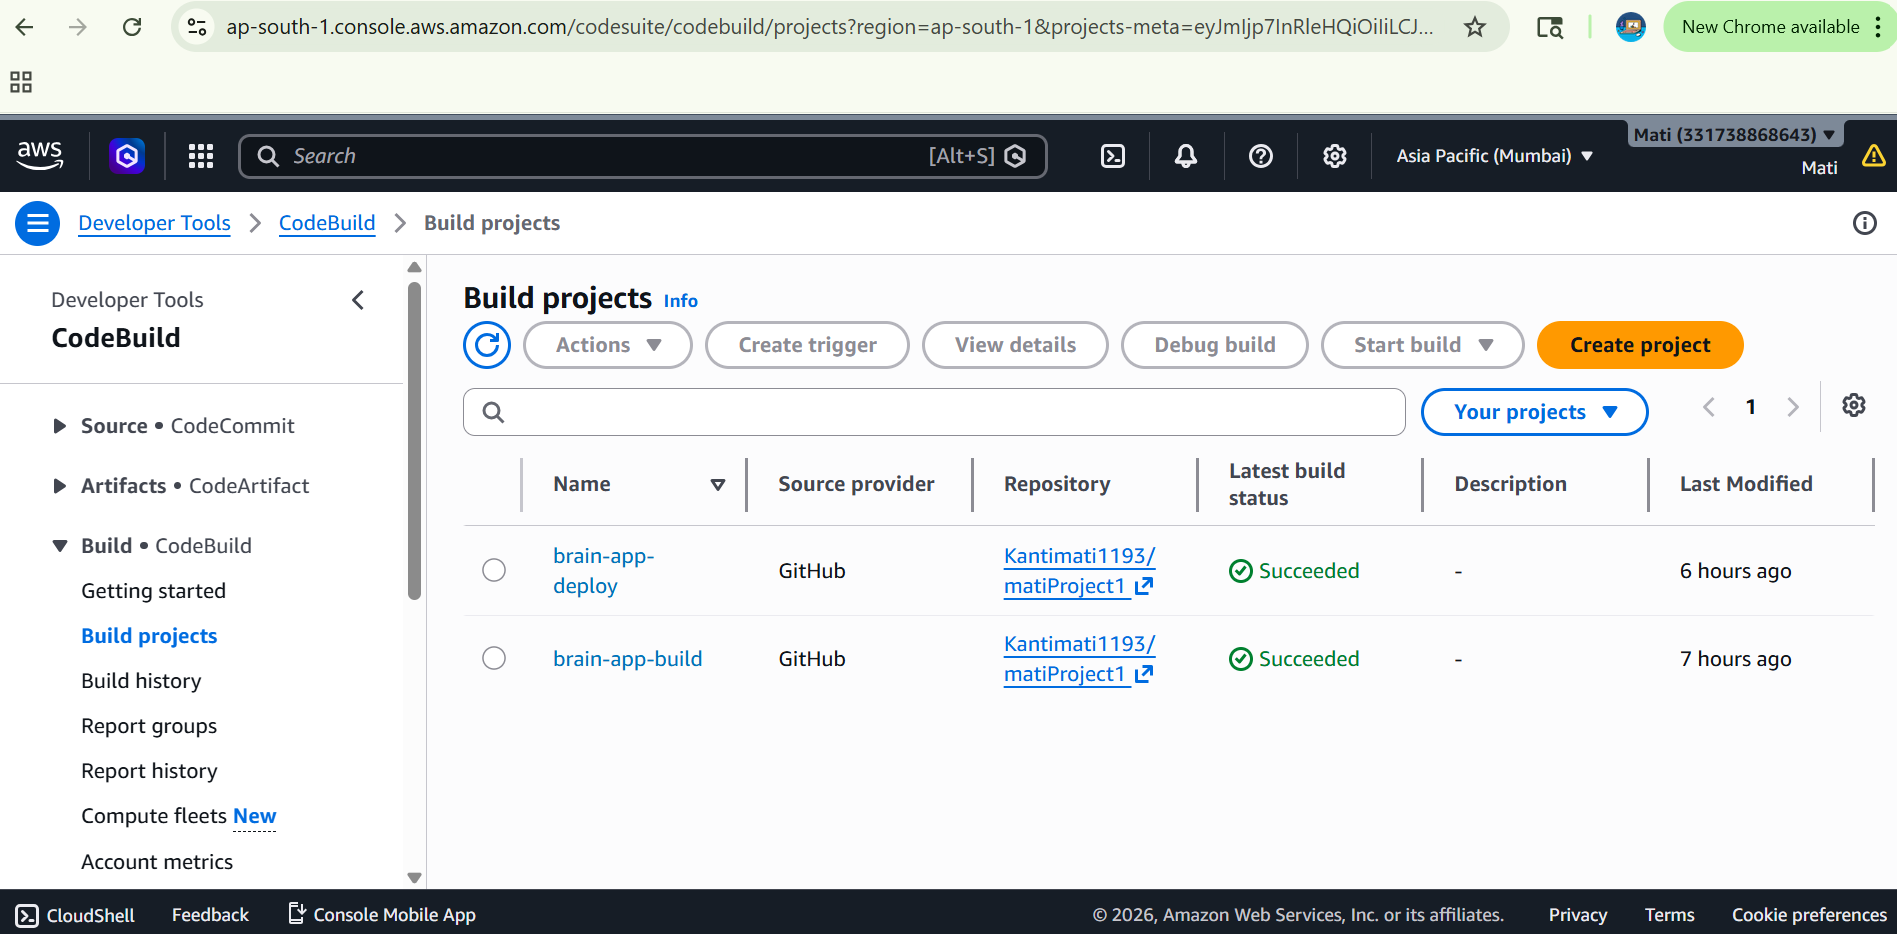 ap-south-1.console.aws.amazon.com/codesuite/codebuild/projects?region=ap-south-1&projects-meta=eyJmIjp7InRleHQiOiIiLCJ...
New Chrome available
aws
Search
[Alt+S]
Asia Pacific (Mumbai)
Mati (331738868643)
Mati
Developer Tools
CodeBuild
Build projects
Developer Tools
CodeBuild
Source • CodeCommit
Artifacts • CodeArtifact
Build • CodeBuild
Getting started
Build projects
Build history
Report groups
Report history
Compute fleets New
Account metrics
Build projects Info
Actions
Create trigger
View details
Debug build
Start build
Create project
Your projects
1
Name
Source provider
Repository
Latest build
status
Description
Last Modified
brain-app-
deploy
GitHub
Kantimati1193/
matiProject1
Succeeded
-
6 hours ago
brain-app-build
GitHub
Kantimati1193/
matiProject1
Succeeded
-
7 hours ago
CloudShell
Feedback
Console Mobile App
© 2026, Amazon Web Services, Inc. or its affiliates.
Privacy
Terms
Cookie preferences